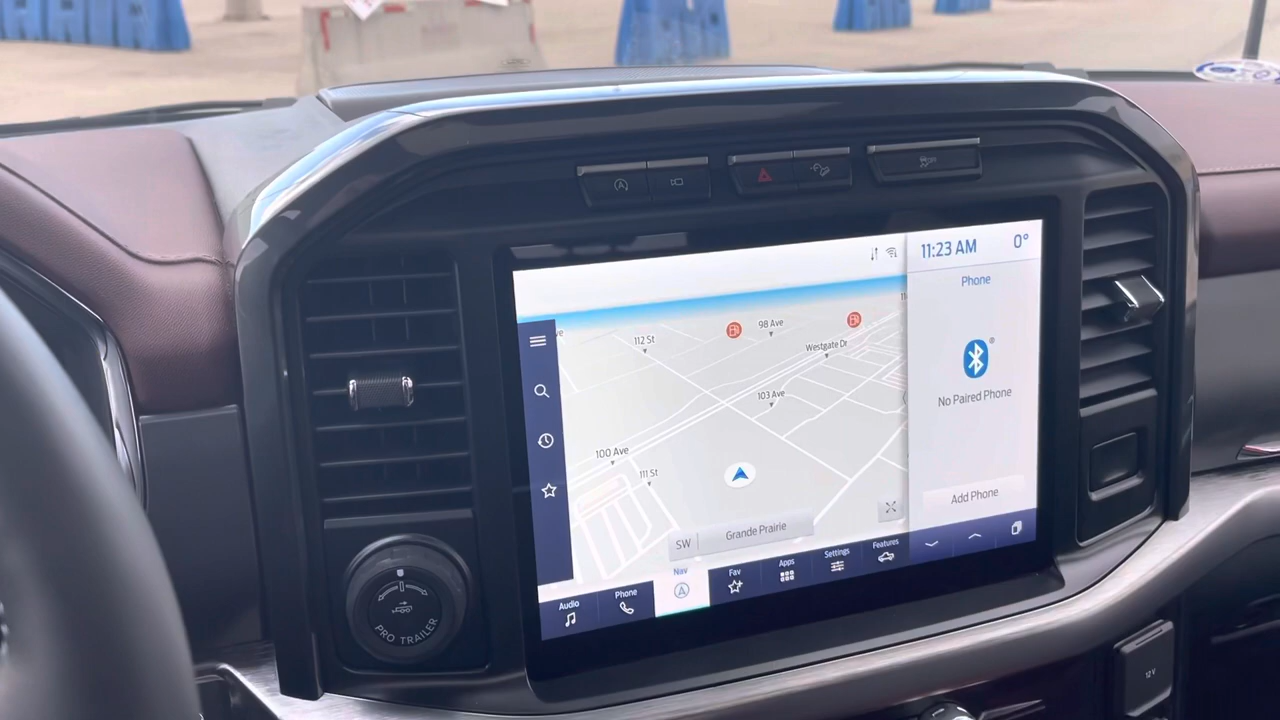 11:23 AM
0°
Phone
98 Ave
112 St
Westgate Dr
103 Ave
No Paired Phone
100 Ave
111 St
Add Phone
Grande Prairie
SW
Features
Settings
Apps
Fav
Nav
Phone
Audio
PRO TRAILER
12V